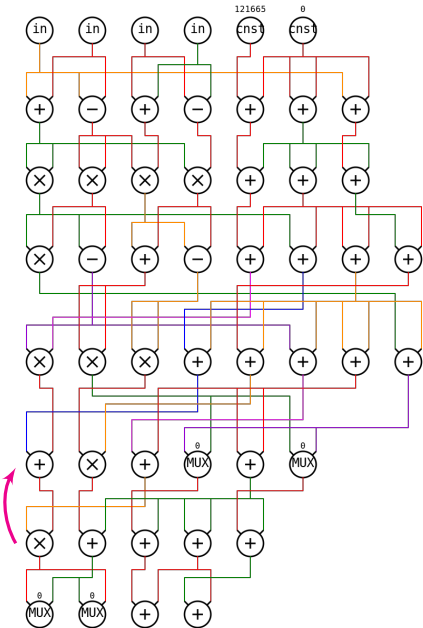 121665 0
in in in in cnst cnst
+ − + − +
× × × × + + +
× − + − + + +
× × × + + + + +
0 0
+ × + MUX + MUX
× + + + +
0 0
MUX MUX + +